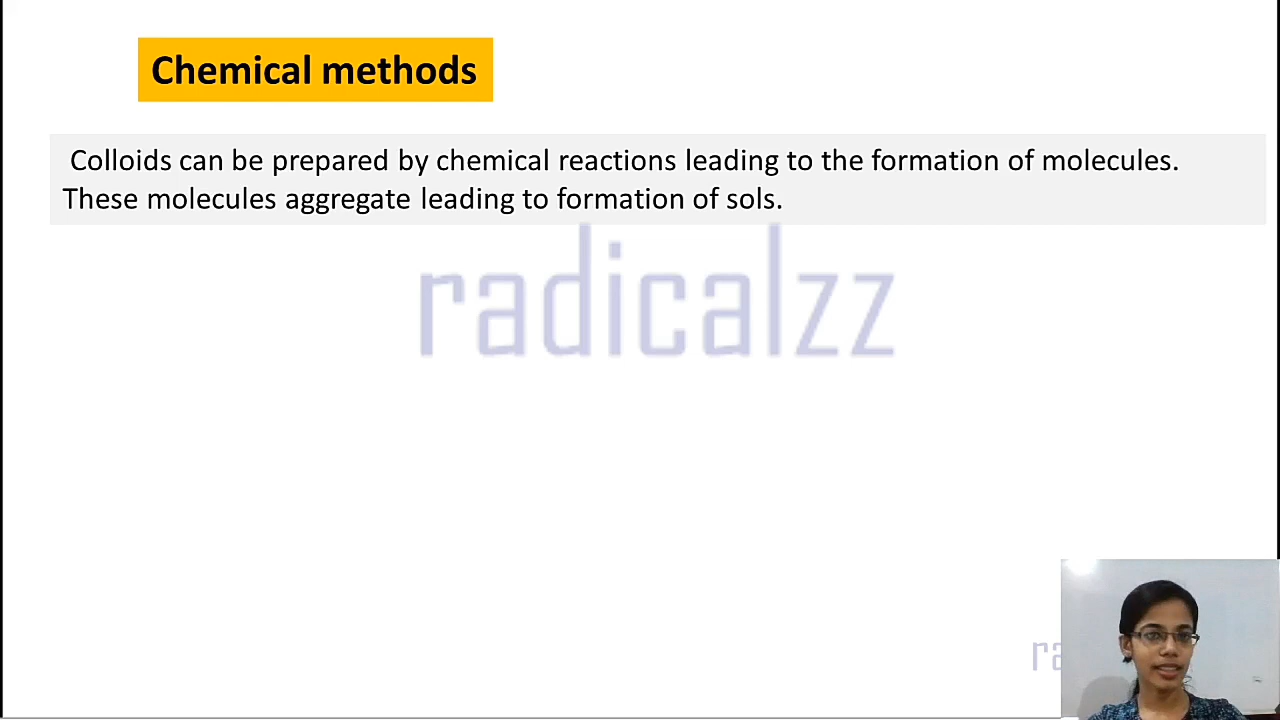 Chemical methods
Colloids can be prepared by chemical reactions leading to the formation of molecules.
These molecules aggregate leading to formation of sols.
radicalzz
ra